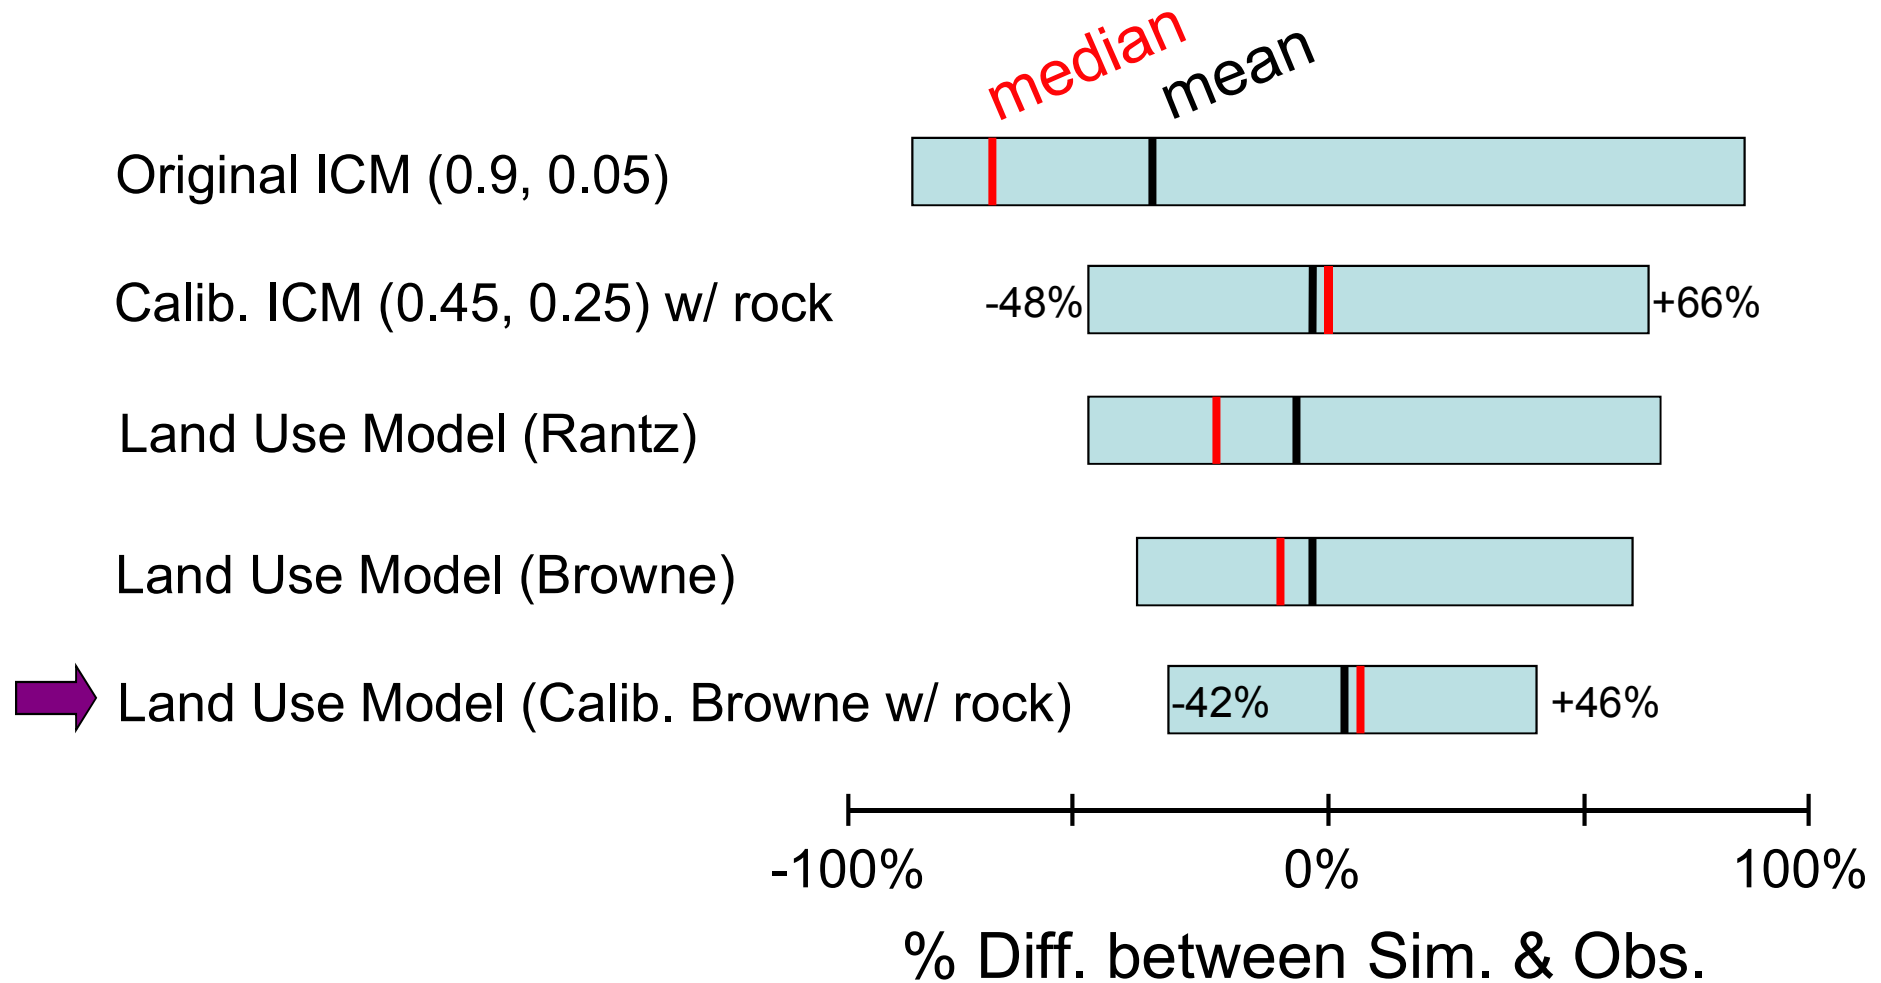 median
mean
Original ICM (0.9, 0.05)
Calib. ICM (0.45, 0.25) w/ rock
-48%
+66%
Land Use Model (Rantz)
Land Use Model (Browne)
Land Use Model (Calib. Browne w/ rock)
-42%
+46%
-100%
0%
100%
% Diff. between Sim. & Obs.